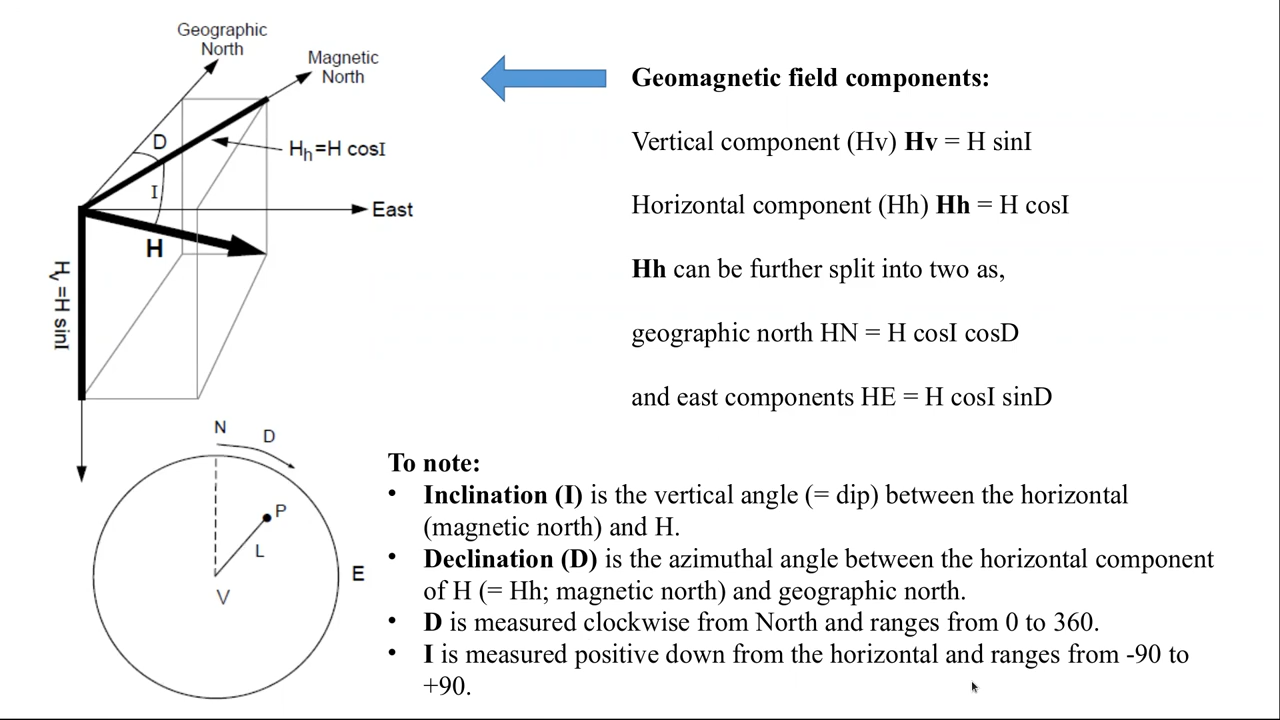 Geographic
North
Magnetic
North
D
Hh =H cosI
I
East
H
Hv =H sinI
N
D
P
L
E
V
Geomagnetic field components:
Vertical component (Hv) Hv = H sinI
Horizontal component (Hh) Hh = H cosI
Hh can be further split into two as,
geographic north HN = H cosI cosD
and east components HE = H cosI sinD
To note:
• Inclination (I) is the vertical angle (= dip) between the horizontal
(magnetic north) and H.
• Declination (D) is the azimuthal angle between the horizontal component
of H (= Hh; magnetic north) and geographic north.
• D is measured clockwise from North and ranges from 0 to 360.
• I is measured positive down from the horizontal and ranges from -90 to
+90.